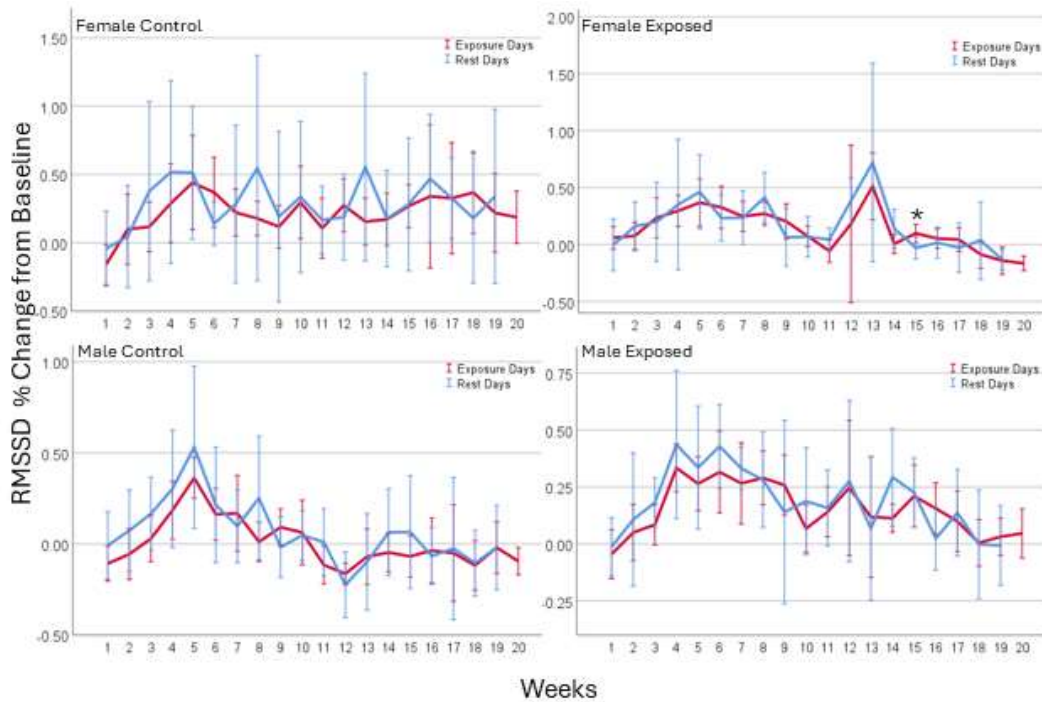 Female Control
Exposure Days
Rest Days
1.50
1.00
0.50
0.00
-0.50
1 2 3 4 5 6 7 8 9 10 11 12 13 14 15 16 17 18 19 20
Female Exposed
Exposure Days
Rest Days
2.00
1.50
1.00
0.50
0.00
-0.50
*
1 2 3 4 5 6 7 8 9 10 11 12 13 14 15 16 17 18 19 20
RMSSD % Change from Baseline
Male Control
Exposure Days
Rest Days
1.00
0.50
0.00
-0.50
1 2 3 4 5 6 7 8 9 10 11 12 13 14 15 16 17 18 19 20
Male Exposed
Exposure Days
Rest Days
0.75
0.50
0.25
0.00
-0.25
1 2 3 4 5 6 7 8 9 10 11 12 13 14 15 16 17 18 19 20
Weeks